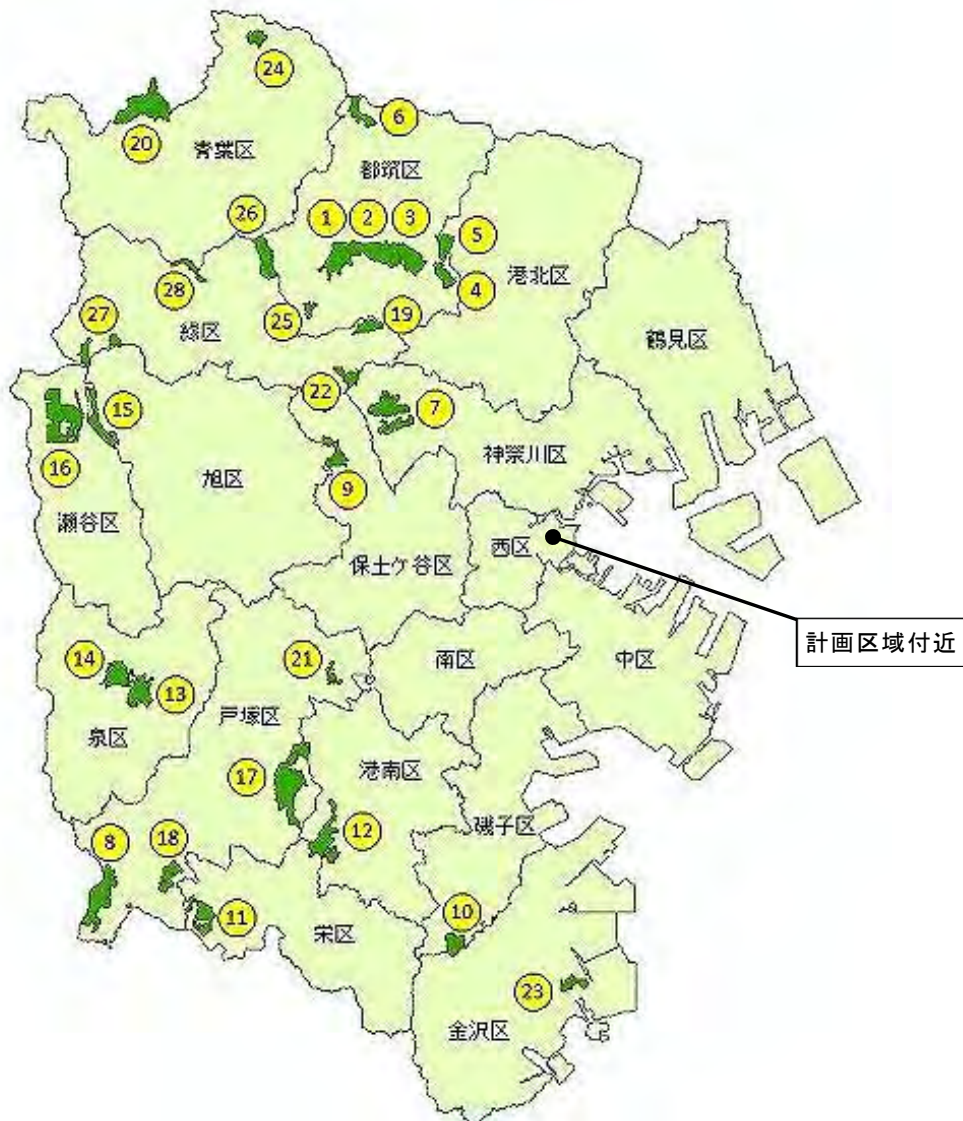 24
20
青葉区
6
都筑区
26
1 2 3
5
港北区
4
28
27
緑区
25
19
鶴見区
22
7
15
16
旭区
9
神奈川区
瀬谷区
保土ケ谷区
西区
計画区域付近
14
13
21
南区
中区
泉区
戸塚区
17
港南区
12
磯子区
8
18
11
10
栄区
23
金沢区